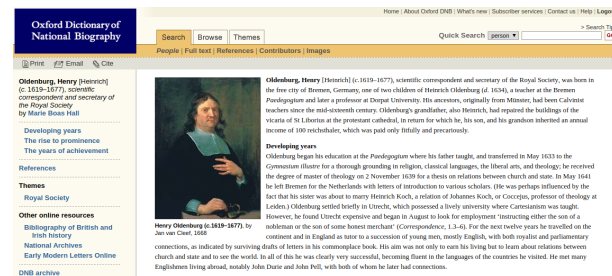 Home | About Oxford DNB | What's new | Subscriber services | Contact us | Help | Logo
Oxford Dictionary of
National Biography
> Search Ti
Search Browse Themes
Quick Search person
People | Full text | References | Contributors | Images
Print Email Cite
Oldenburg, Henry [Heinrich]
(c.1619–1677), scientific
correspondent and secretary of
the Royal Society
by Marie Boas Hall
Developing years
The rise to prominence
The years of achievement
References
Themes
Royal Society
Other online resources
Bibliography of British and
Irish history
National Archives
Early Modern Letters Online
DNB archive
Henry Oldenburg (c.1619–1677), by
Jan van Cleef, 1668
Oldenburg, Henry [Heinrich] (c.1619–1677), scientific correspondent and secretary of the Royal Society, was born in
the free city of Bremen, Germany, one of two children of Heinrich Oldenburg (d. 1634), a teacher at the Bremen
Paedogogium and later a professor at Dorpat University. His ancestors, originally from Münster, had been Calvinist
teachers since the mid-sixteenth century. Oldenburg's grandfather, also Heinrich, had repaired the buildings of the
vicaria of St Liborius at the protestant cathedral, in return for which he, his son, and his grandson inherited an annual
income of 100 reichsthaler, which was paid only fitfully and precariously.
Developing years
Oldenburg began his education at the Paedogogium where his father taught, and transferred in May 1633 to the
Gymnasium illustre for a thorough grounding in religion, classical languages, the liberal arts, and theology; he received
the degree of master of theology on 2 November 1639 for a thesis on relations between church and state. In May 1641
he left Bremen for the Netherlands with letters of introduction to various scholars. (He was perhaps influenced by the
fact that his sister was about to marry Heinrich Koch, a relation of Johannes Koch, or Coccejus, professor of theology at
Leiden.) Oldenburg settled briefly in Utrecht, which possessed a lively university where Cartesianism was taught.
However, he found Utrecht expensive and began in August to look for employment ‘instructing either the son of a
nobleman or the son of some honest merchant’ (Correspondence, 1.3–6). For the next twelve years he travelled on the
continent and in England as tutor to a succession of young men, mostly English, with both royalist and parliamentary
connections, as indicated by surviving drafts of letters in his commonplace book. His aim was not only to earn his living but to learn about relations between
church and state and to see the world. In all of this he was clearly very successful, becoming fluent in the languages of the countries he visited. He met many
Englishmen living abroad, notably John Durie and John Pell, with both of whom he later had connections.